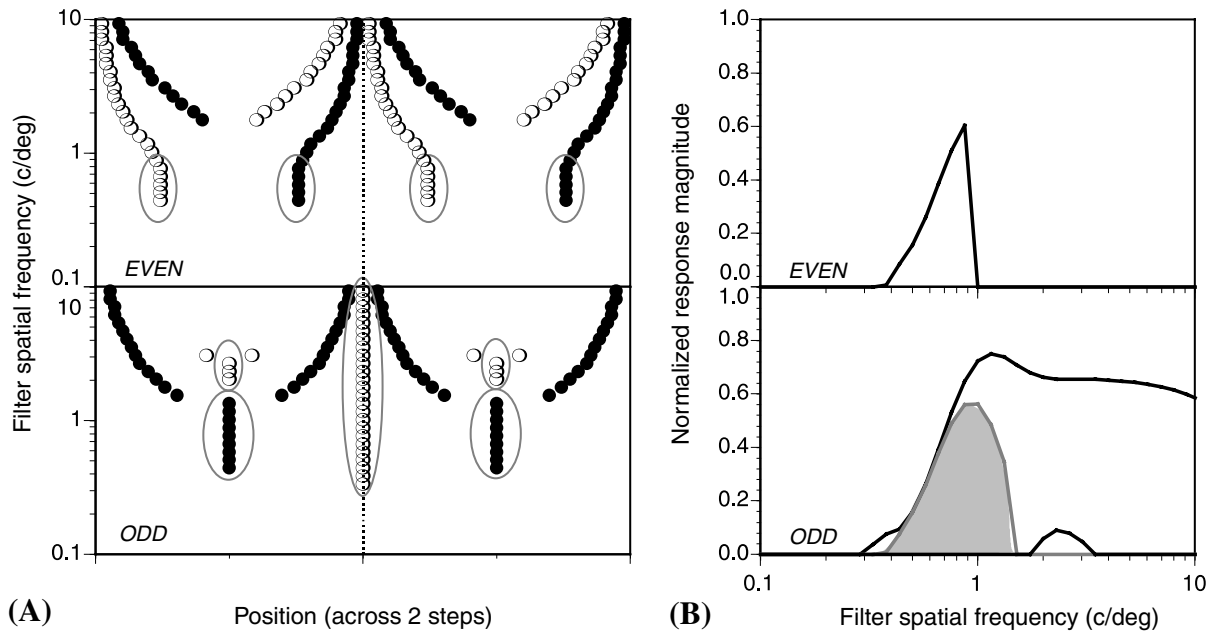 10
1
0.1
EVEN
10
1
0.1
ODD
Filter spatial frequency (c/deg)
Position (across 2 steps)
(A)
1.0
0.8
0.6
0.4
0.2
0.0
EVEN
1.0
0.8
0.6
0.4
0.2
0.0
ODD
Normalized response magnitude
0.1
1
10
Filter spatial frequency (c/deg)
(B)